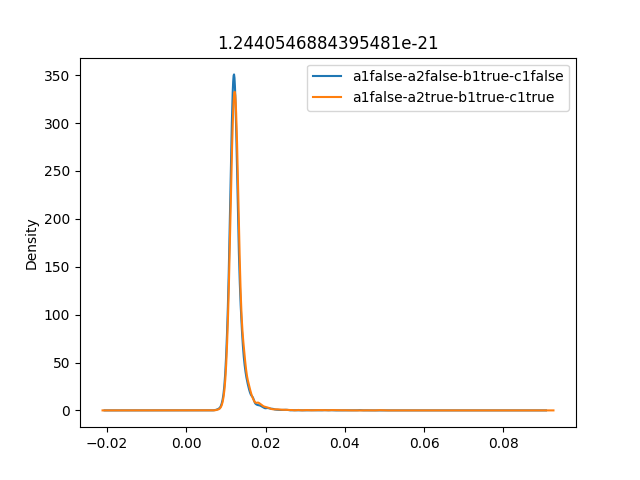 1.2440546884395481e-21
a1false-a2false-b1true-c1false
a1false-a2true-b1true-c1true
Density
350
300
250
200
150
100
50
0
−0.02 0.00 0.02 0.04 0.06 0.08